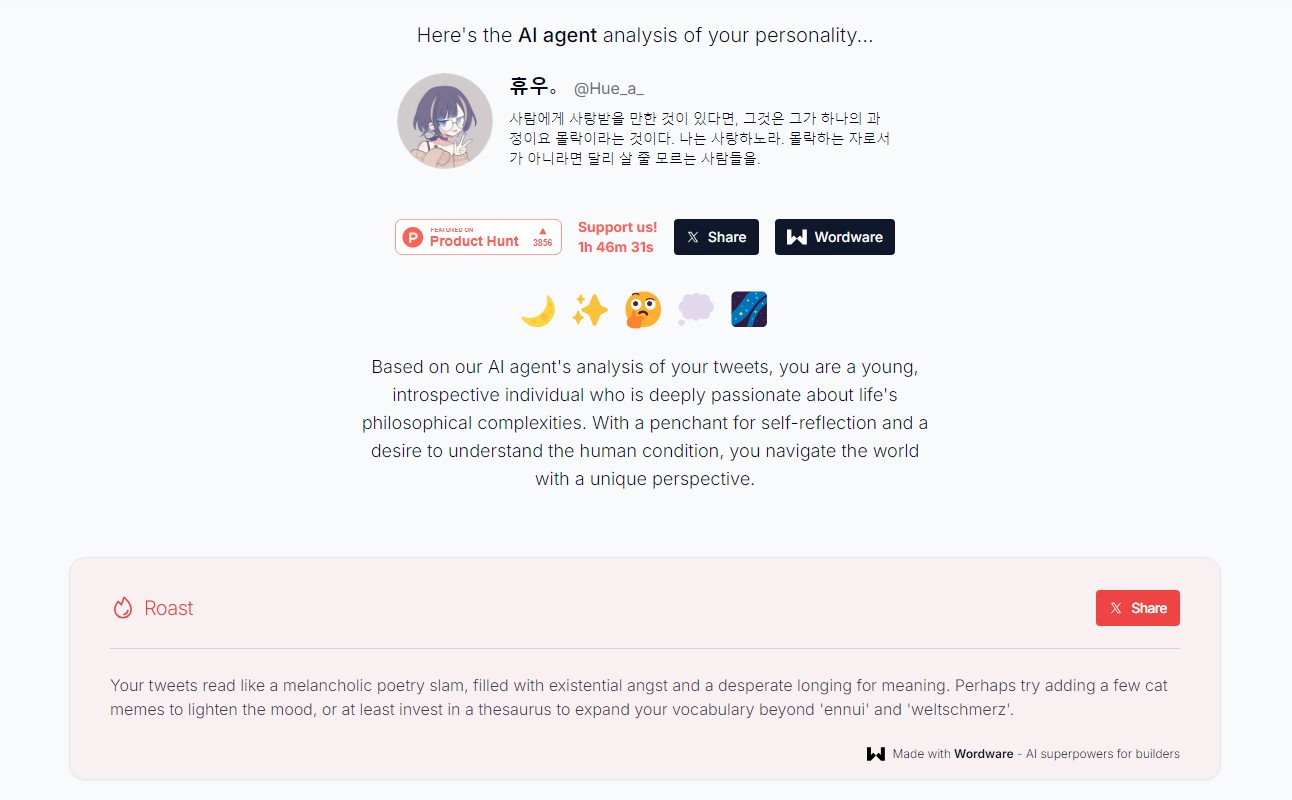 Here's the AI agent analysis of your personality...
휴우。 @Hue_a_
사람에게 사랑받을 만한 것이 있다면, 그것은 그가 하나의 과
정이요 몰락이라는 것이다. 나는 사랑하노라. 몰락하는 자로서
가 아니라면 달리 살 줄 모르는 사람들을.
FEATURED ON
Product Hunt
▲
3856
Support us!
1h 46m 31s
𝕏 Share
Wordware
🌙 ✨ 🤔 💭 🌌
Based on our AI agent's analysis of your tweets, you are a young,
introspective individual who is deeply passionate about life's
philosophical complexities. With a penchant for self-reflection and a
desire to understand the human condition, you navigate the world
with a unique perspective.
Roast
𝕏 Share
Your tweets read like a melancholic poetry slam, filled with existential angst and a desperate longing for meaning. Perhaps try adding a few cat
memes to lighten the mood, or at least invest in a thesaurus to expand your vocabulary beyond 'ennui' and 'weltschmerz'.
Made with Wordware - AI superpowers for builders